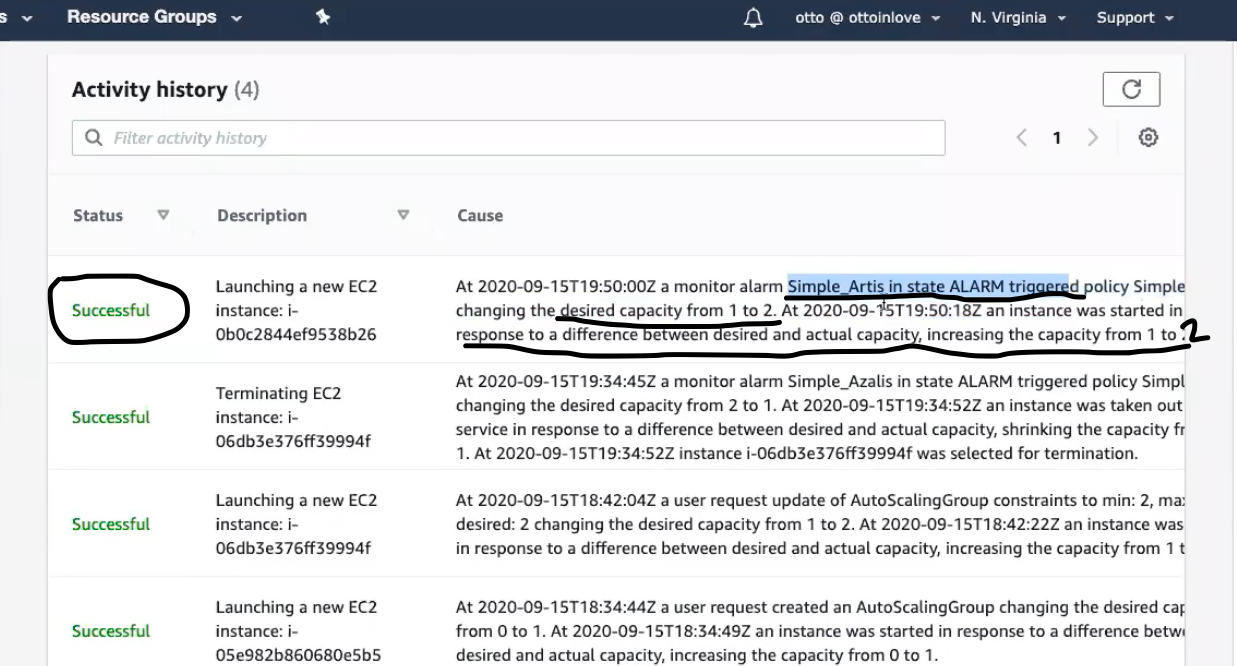 s
Resource Groups
otto @ ottoinlove
N. Virginia
Support
Activity history (4)
Filter activity history
1
Status
Description
Cause
Successful
Launching a new EC2
instance: i-
0b0c2844ef9538b26
At 2020-09-15T19:50:00Z a monitor alarm Simple_Artis in state ALARM triggered policy Simple
changing the desired capacity from 1 to 2. At 2020-09-15T19:50:18Z an instance was started in
response to a difference between desired and actual capacity, increasing the capacity from 1 to 2
Successful
Terminating EC2
instance: i-
06db3e376ff39994f
At 2020-09-15T19:34:45Z a monitor alarm Simple_Azalis in state ALARM triggered policy Simpl
changing the desired capacity from 2 to 1. At 2020-09-15T19:34:52Z an instance was taken out
service in response to a difference between desired and actual capacity, shrinking the capacity fr
1. At 2020-09-15T19:34:52Z instance i-06db3e376ff39994f was selected for termination.
Successful
Launching a new EC2
instance: i-
06db3e376ff39994f
At 2020-09-15T18:42:04Z a user request update of AutoScalingGroup constraints to min: 2, max
desired: 2 changing the desired capacity from 1 to 2. At 2020-09-15T18:42:22Z an instance was
in response to a difference between desired and actual capacity, increasing the capacity from 1 t
Successful
Launching a new EC2
instance: i-
05e982b860680e5b5
At 2020-09-15T18:34:44Z a user request created an AutoScalingGroup changing the desired cap
from 0 to 1. At 2020-09-15T18:34:49Z an instance was started in response to a difference betw
desired and actual capacity, increasing the capacity from 0 to 1.